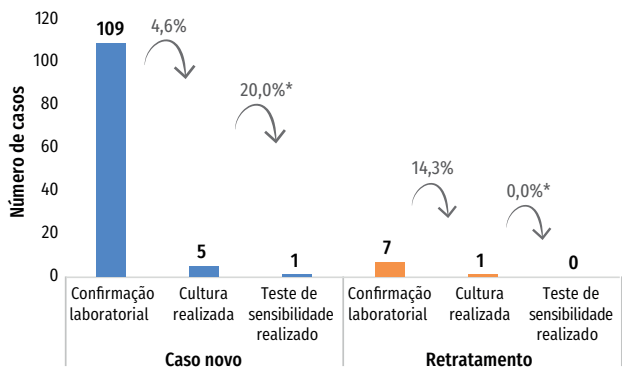 Número de casos
120
100
80
60
40
20
0
109
4,6%
5
20,0%*
1
7
14,3%
1
0,0%*
0
Confirmação
laboratorial
Cultura
realizada
Teste de
sensibilidade
realizado
Confirmação
laboratorial
Cultura
realizada
Teste de
sensibilidade
realizado
Caso novo
Retratamento